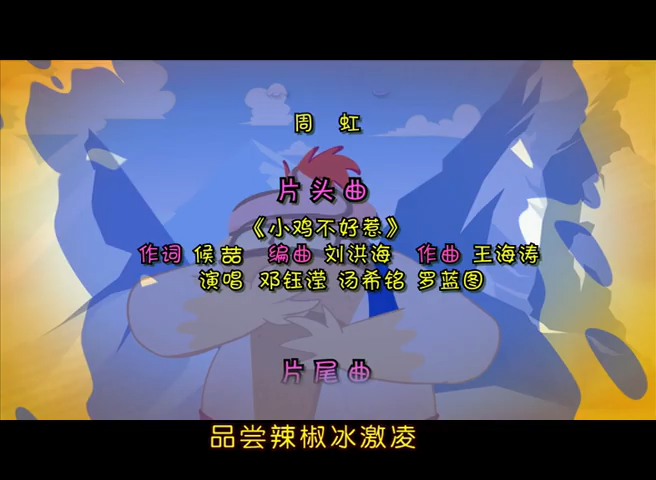 周 虹
片头曲
《小鸡不好惹》
作词 候喆 编曲 刘洪海 作曲 王海涛
演唱 邓钰滢 汤希铭 罗蓝图
片尾曲
品尝辣椒冰激凌